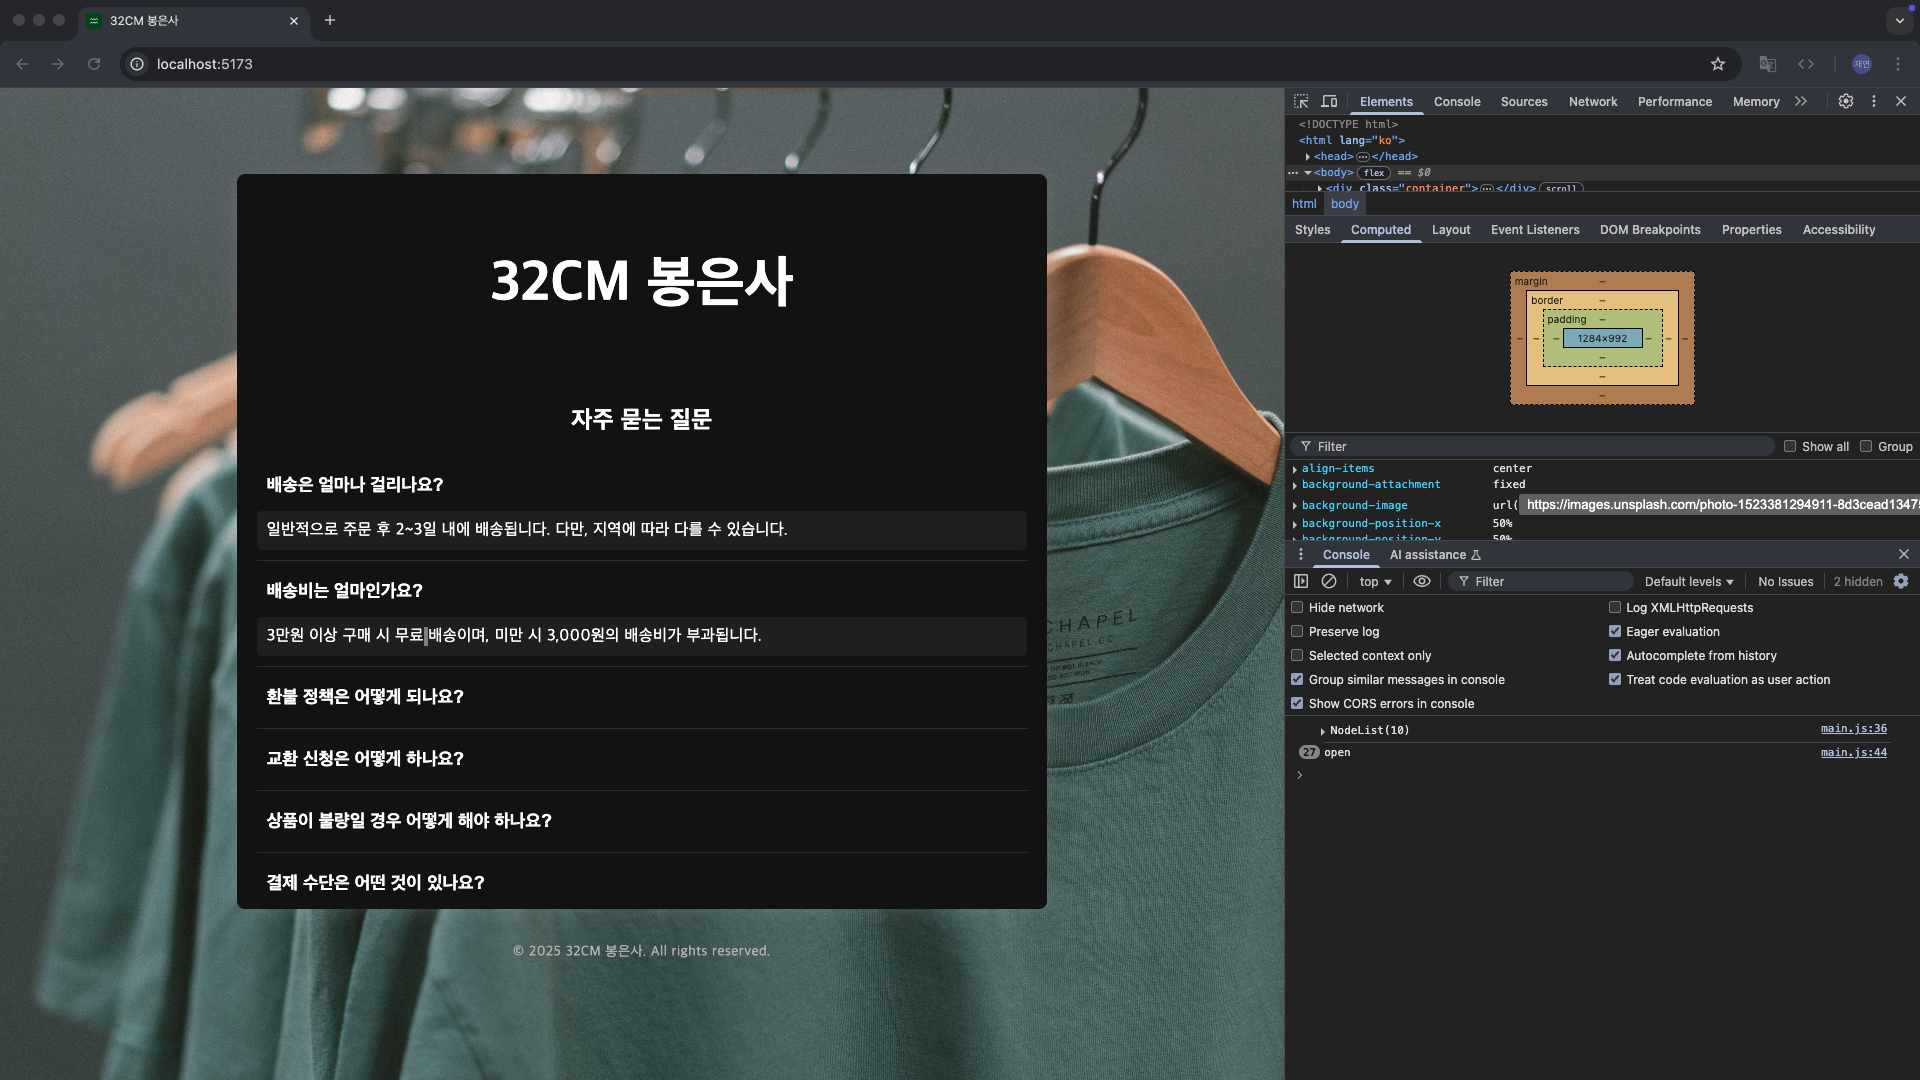 32CM 봉은사
localhost:5173
재연
32CM 봉은사
자주 묻는 질문
배송은 얼마나 걸리나요?
일반적으로 주문 후 2~3일 내에 배송됩니다. 다만, 지역에 따라 다를 수 있습니다.
배송비는 얼마인가요?
3만원 이상 구매 시 무료 배송이며, 미만 시 3,000원의 배송비가 부과됩니다.
환불 정책은 어떻게 되나요?
교환 신청은 어떻게 하나요?
상품이 불량일 경우 어떻게 해야 하나요?
결제 수단은 어떤 것이 있나요?
© 2025 32CM 봉은사. All rights reserved.
CHAPEL
CHAPEL CC
Elements Console Sources Network Performance Memory
<!DOCTYPE html>
<html lang="ko">
<head> </head>
<body> flex == $0
<div class="container"> </div> scroll
html body
Styles Computed Layout Event Listeners DOM Breakpoints Properties Accessibility
margin –
border –
padding –
– – – 1284×992 – – –
–
–
–
Filter Show all Group
align-items center
background-attachment fixed
background-image url( https://images.unsplash.com/photo-1523381294911-8d3cead1347
background-position-x 50%
background-position-y 50%
Console AI assistance
top Filter Default levels No Issues 2 hidden
Hide network Log XMLHttpRequests
Preserve log Eager evaluation
Selected context only Autocomplete from history
Group similar messages in console Treat code evaluation as user action
Show CORS errors in console
NodeList(10) main.js:36
27 open main.js:44